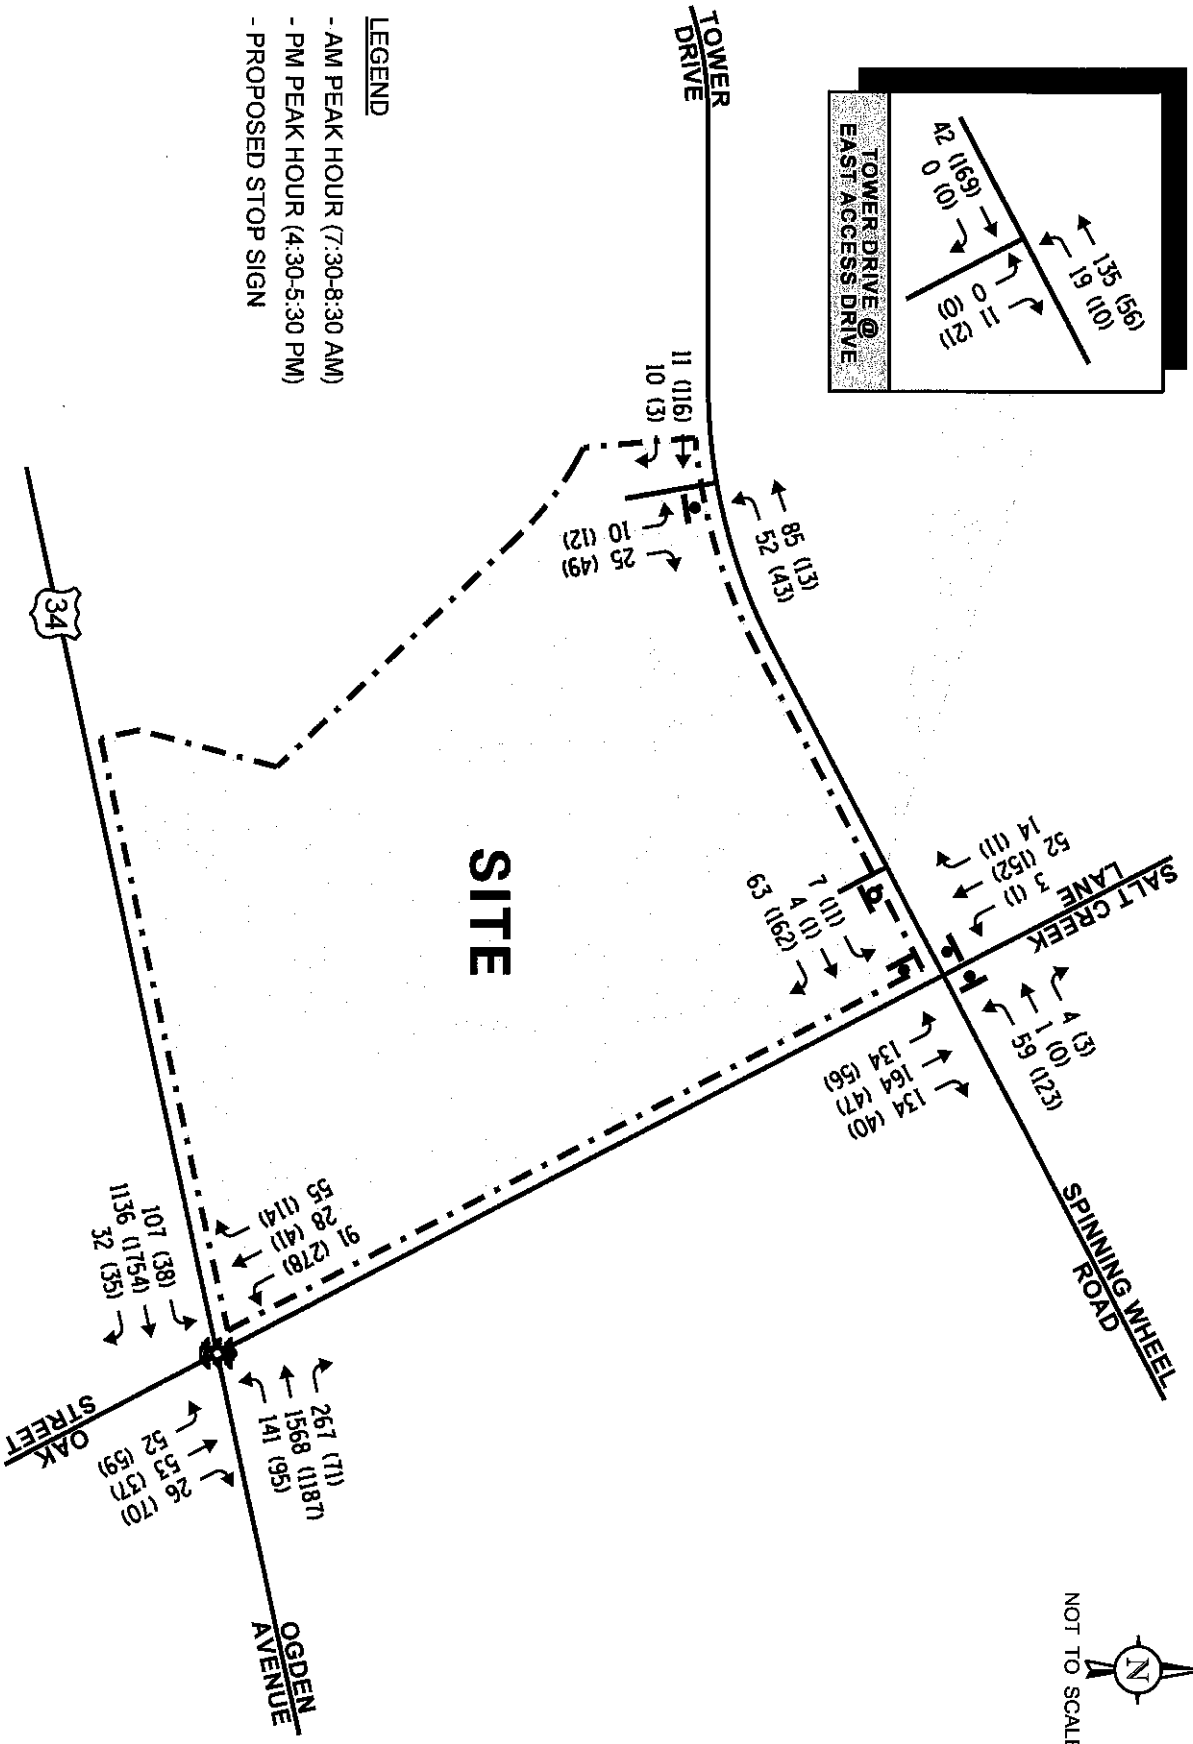 TOWER
DRIVE
135 (56)
19 (10)
42 (169)
0 (0)
0 (0)
11 (21)
TOWER DRIVE @
EAST ACCESS DRIVE
SALT CREEK
LANE
14 (11)
52 (152)
3 (1)
4 (3)
1 (0)
59 (123)
7 (11)
4 (1)
63 (162)
134 (56)
164 (47)
134 (40)
SPINNING WHEEL
ROAD
85 (13)
52 (43)
11 (116)
10 (3)
10 (12)
25 (49)
SITE
34
55 (114)
28 (41)
91 (278)
267 (71)
1568 (1187)
141 (95)
107 (38)
1136 (1754)
32 (35)
52 (59)
53 (37)
26 (70)
OAK
STREET
OGDEN
AVENUE
LEGEND
- AM PEAK HOUR (7:30-8:30 AM)
- PM PEAK HOUR (4:30-5:30 PM)
- PROPOSED STOP SIGN
N
NOT TO SCALE